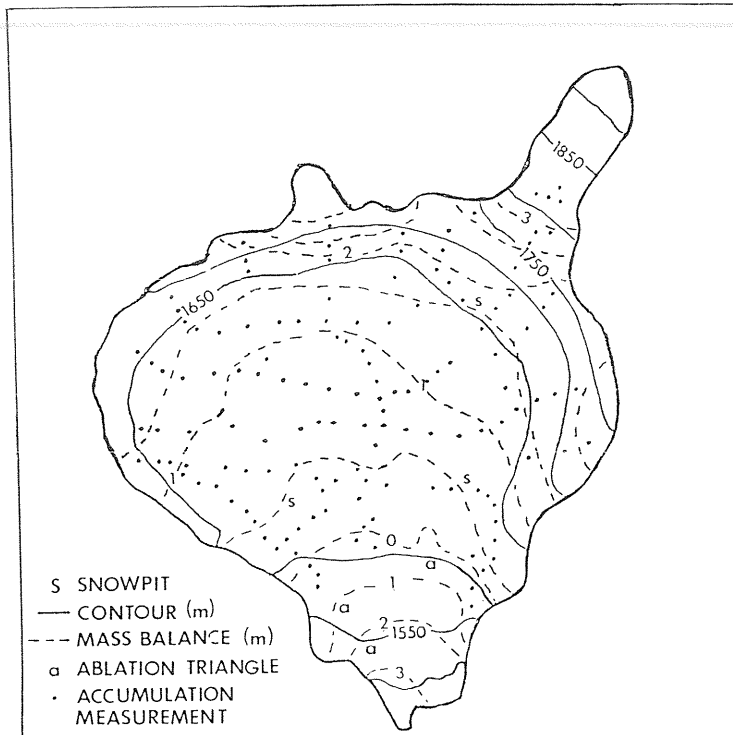 1850
3
1750
2
1650
s
r
1
s
s
0
a
1
a
2
1550
a
3
S SNOWPIT
CONTOUR (m)
MASS BALANCE (m)
a ABLATION TRIANGLE
ACCUMULATION
MEASUREMENT